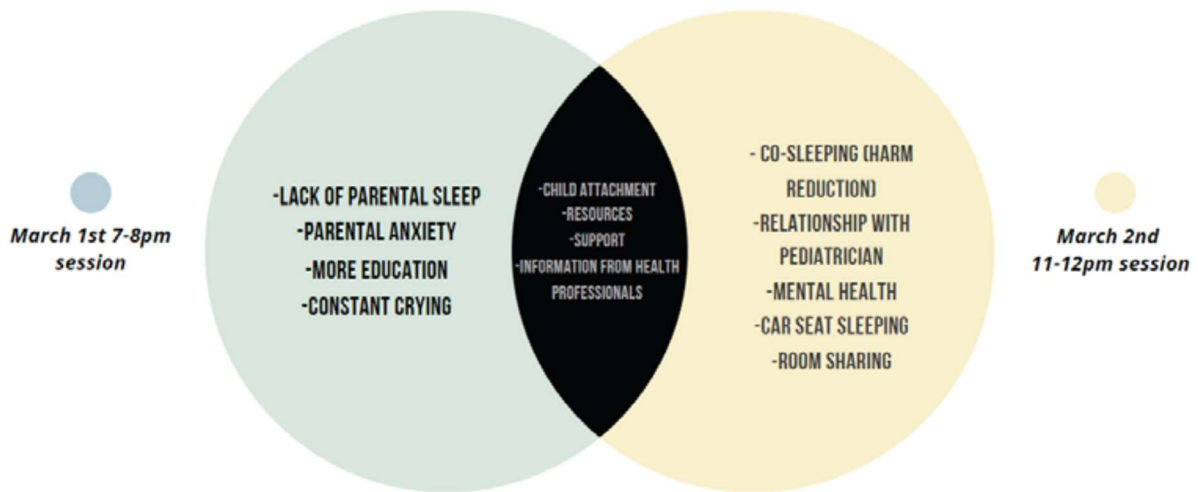 March 1st 7-8pm
session
-LACK OF PARENTAL SLEEP
-PARENTAL ANXIETY
-MORE EDUCATION
-CONSTANT CRYING
-CHILD ATTACHMENT
-RESOURCES
-SUPPORT
-INFORMATION FROM HEALTH
PROFESSIONALS
- CO-SLEEPING (HARM
REDUCTION)
-RELATIONSHIP WITH
PEDIATRICIAN
-MENTAL HEALTH
-CAR SEAT SLEEPING
-ROOM SHARING
March 2nd
11-12pm session